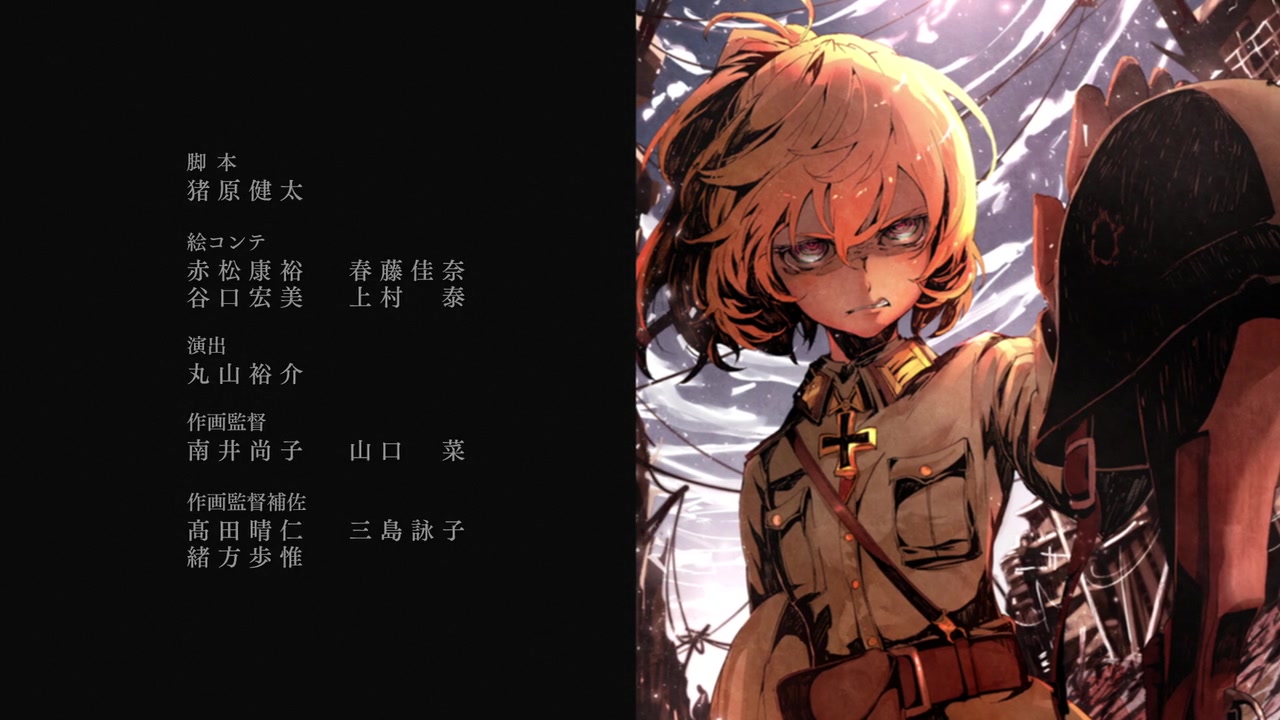 脚本
猪原健太
絵コンテ
赤松康裕 春藤佳奈
谷口宏美 上村 泰
演出
丸山裕介
作画監督
南井尚子 山口 菜
作画監督補佐
髙田晴仁 三島詠子
緒方歩惟